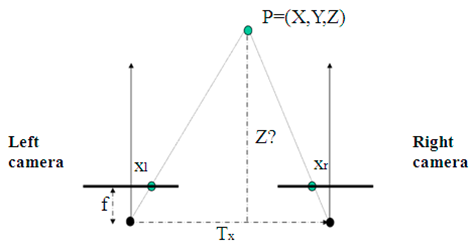 P=(X,Y,Z)
Left
camera
xl
Z?
xr
Right
camera
f
Tx